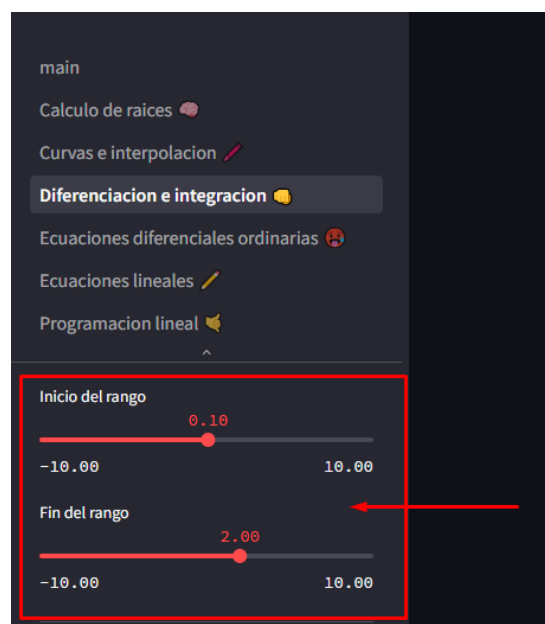 main
Calculo de raices 🧠
Curvas e interpolacion
Diferenciacion e integracion 👊
Ecuaciones diferenciales ordinarias 🥵
Ecuaciones lineales
Programacion lineal 🤙
Inicio del rango
0.10
-10.00 10.00
Fin del rango
2.00
-10.00 10.00